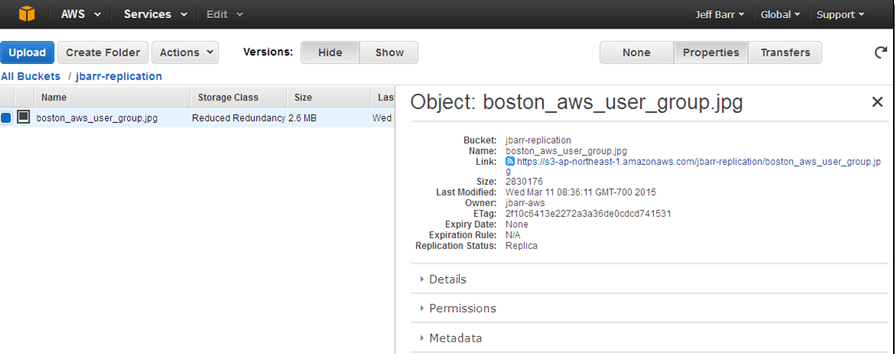 AWS Services Edit Jeff Barr Global Support
Upload Create Folder Actions Versions: Hide Show None Properties Transfers
All Buckets / jbarr-replication
Name Storage Class Size Las
boston_aws_user_group.jpg Reduced Redundancy 2.6 MB Wed
Object: boston_aws_user_group.jpg
Bucket: jbarr-replication
Name: boston_aws_user_group.jpg
Link: https://s3-ap-northeast-1.amazonaws.com/jbarr-replication/boston_aws_user_group.jp
g
Size: 2830176
Last Modified: Wed Mar 11 08:36:11 GMT-700 2015
Owner: jbarr-aws
ETag: 2f10c6413e2272a3a36de0cdcd741531
Expiry Date: None
Expiration Rule: N/A
Replication Status: Replica
Details
Permissions
Metadata